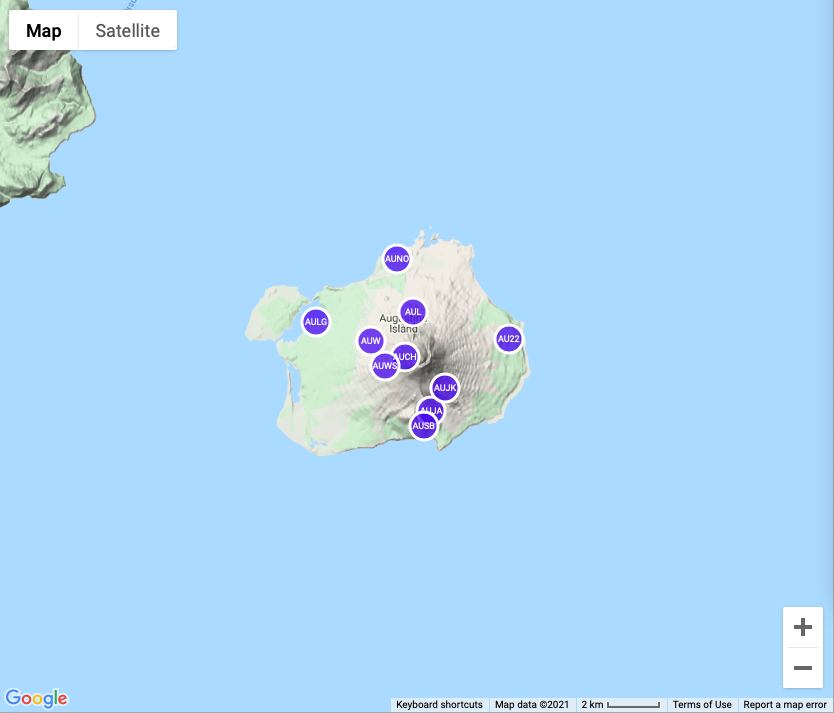 Map Satellite
AUNO
AUL
AULG
Island
AUW
AU22
AUCH
AUWS
AUJK
AUJA
AUSB
Google
Keyboard shortcuts Map data ©2021 2 km Terms of Use Report a map error